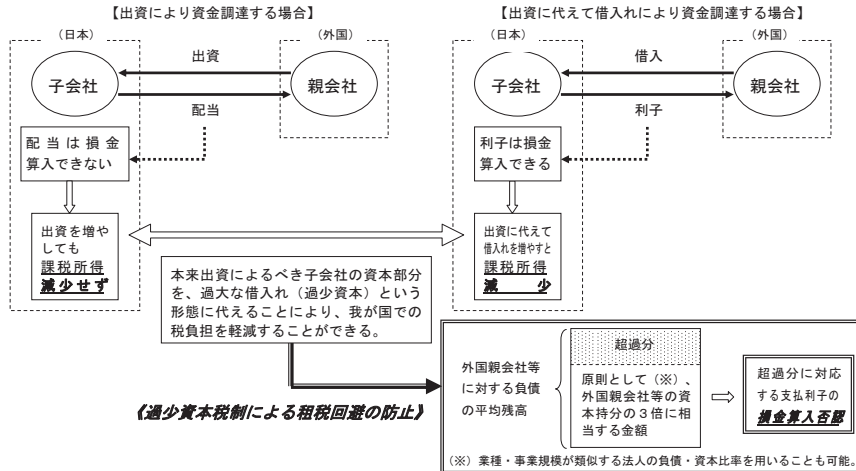 【出資により資金調達する場合】
（日本）
（外国）
子会社
出資
親会社
配当
配当は損金
算入できない
出資を増や
しても
課税所得
減少せず
【出資に代えて借入れにより資金調達する場合】
（日本）
（外国）
子会社
借入
親会社
利子
利子は損金
算入できる
出資に代えて
借入れを増やすと
課税所得
減　少
本来出資によるべき子会社の資本部分
を、過大な借入れ（過少資本）という
形態に代えることにより、我が国での
税負担を軽減することができる。
《過少資本税制による租税回避の防止》
外国親会社等
に対する負債
の平均残高
超過分
原則として（※）、
外国親会社等の資
本持分の３倍に相
当する金額
超過分に対応
する支払利子の
損金算入否認
（※）業種・事業規模が類似する法人の負債・資本比率を用いることも可能。